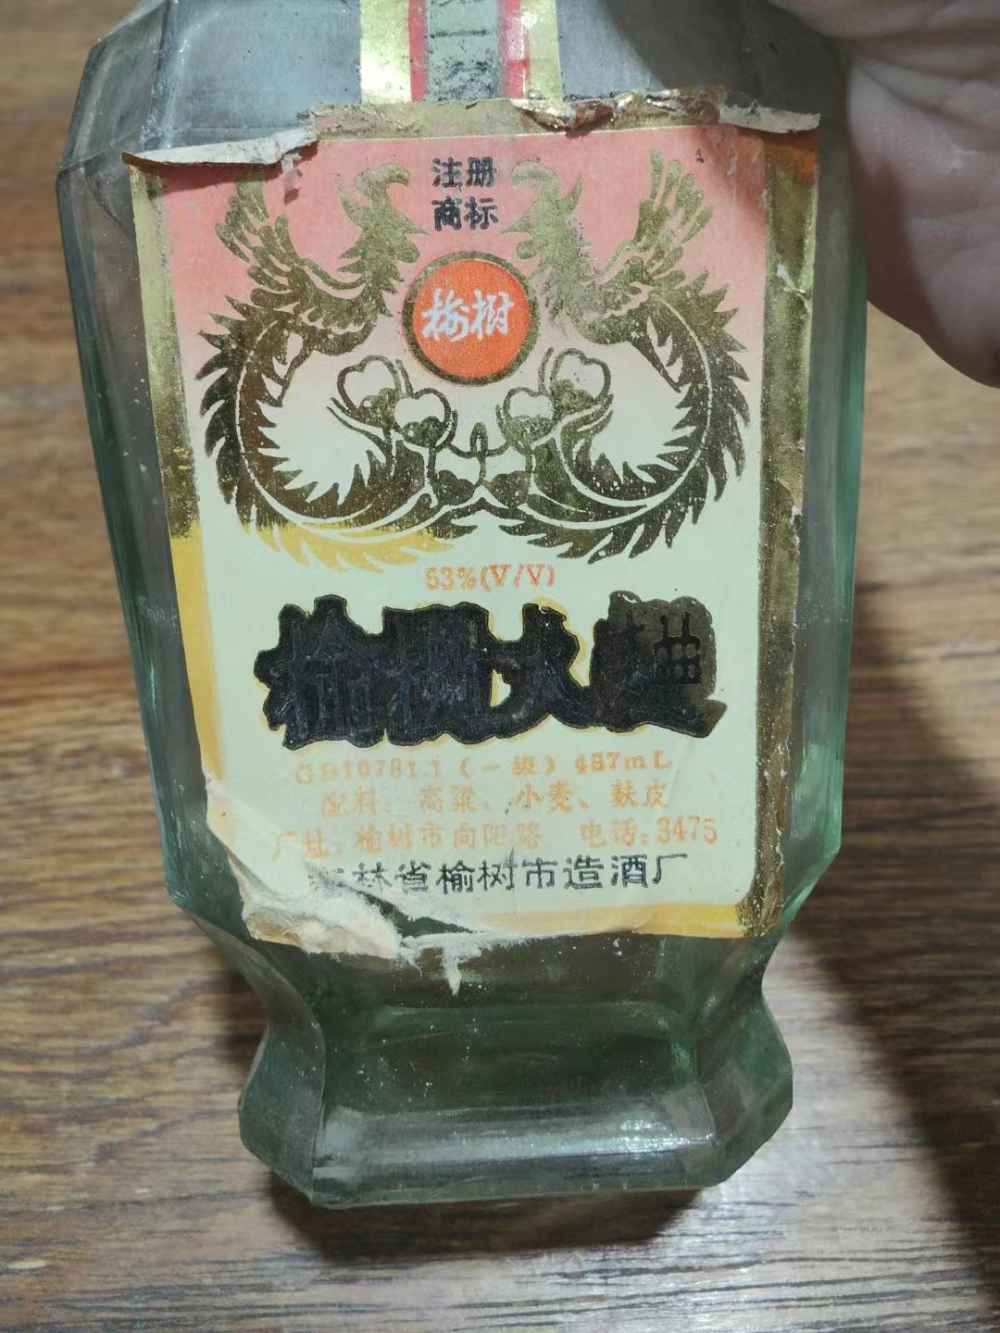 注册
商标
榆树
53%(V/V)
榆树大曲
GB10781.1(一级)487mL
配料:高粱、小麦、麸皮
厂址:榆树市向阳路 电话:3475
吉林省榆树市造酒厂